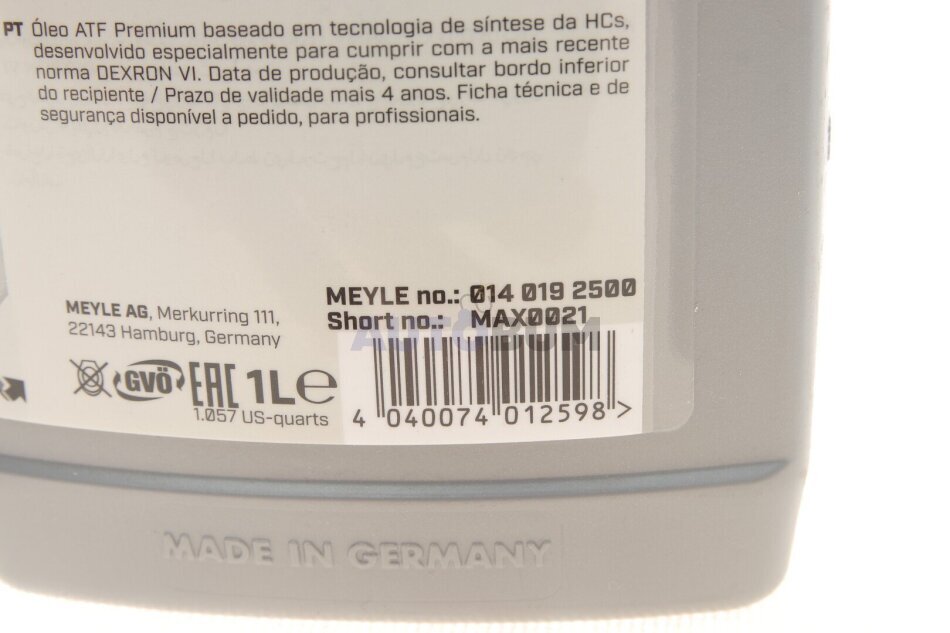 PT Óleo ATF Premium baseado em tecnologia de síntese da HCs,
desenvolvido especialmente para cumprir com a mais recente
norma DEXRON VI. Data de produção, consultar bordo inferior
do recipiente / Prazo de validade mais 4 anos. Ficha técnica e de
segurança disponível a pedido, para profissionais.
MEYLE no.: 014 019 2500
Short no.: MAX0021
MEYLE AG, Merkurring 111,
22143 Hamburg, Germany
AUTODUM
GVÖ EAC 1L e
1.057 US-quarts
4 040074 012598 >
MADE IN GERMANY